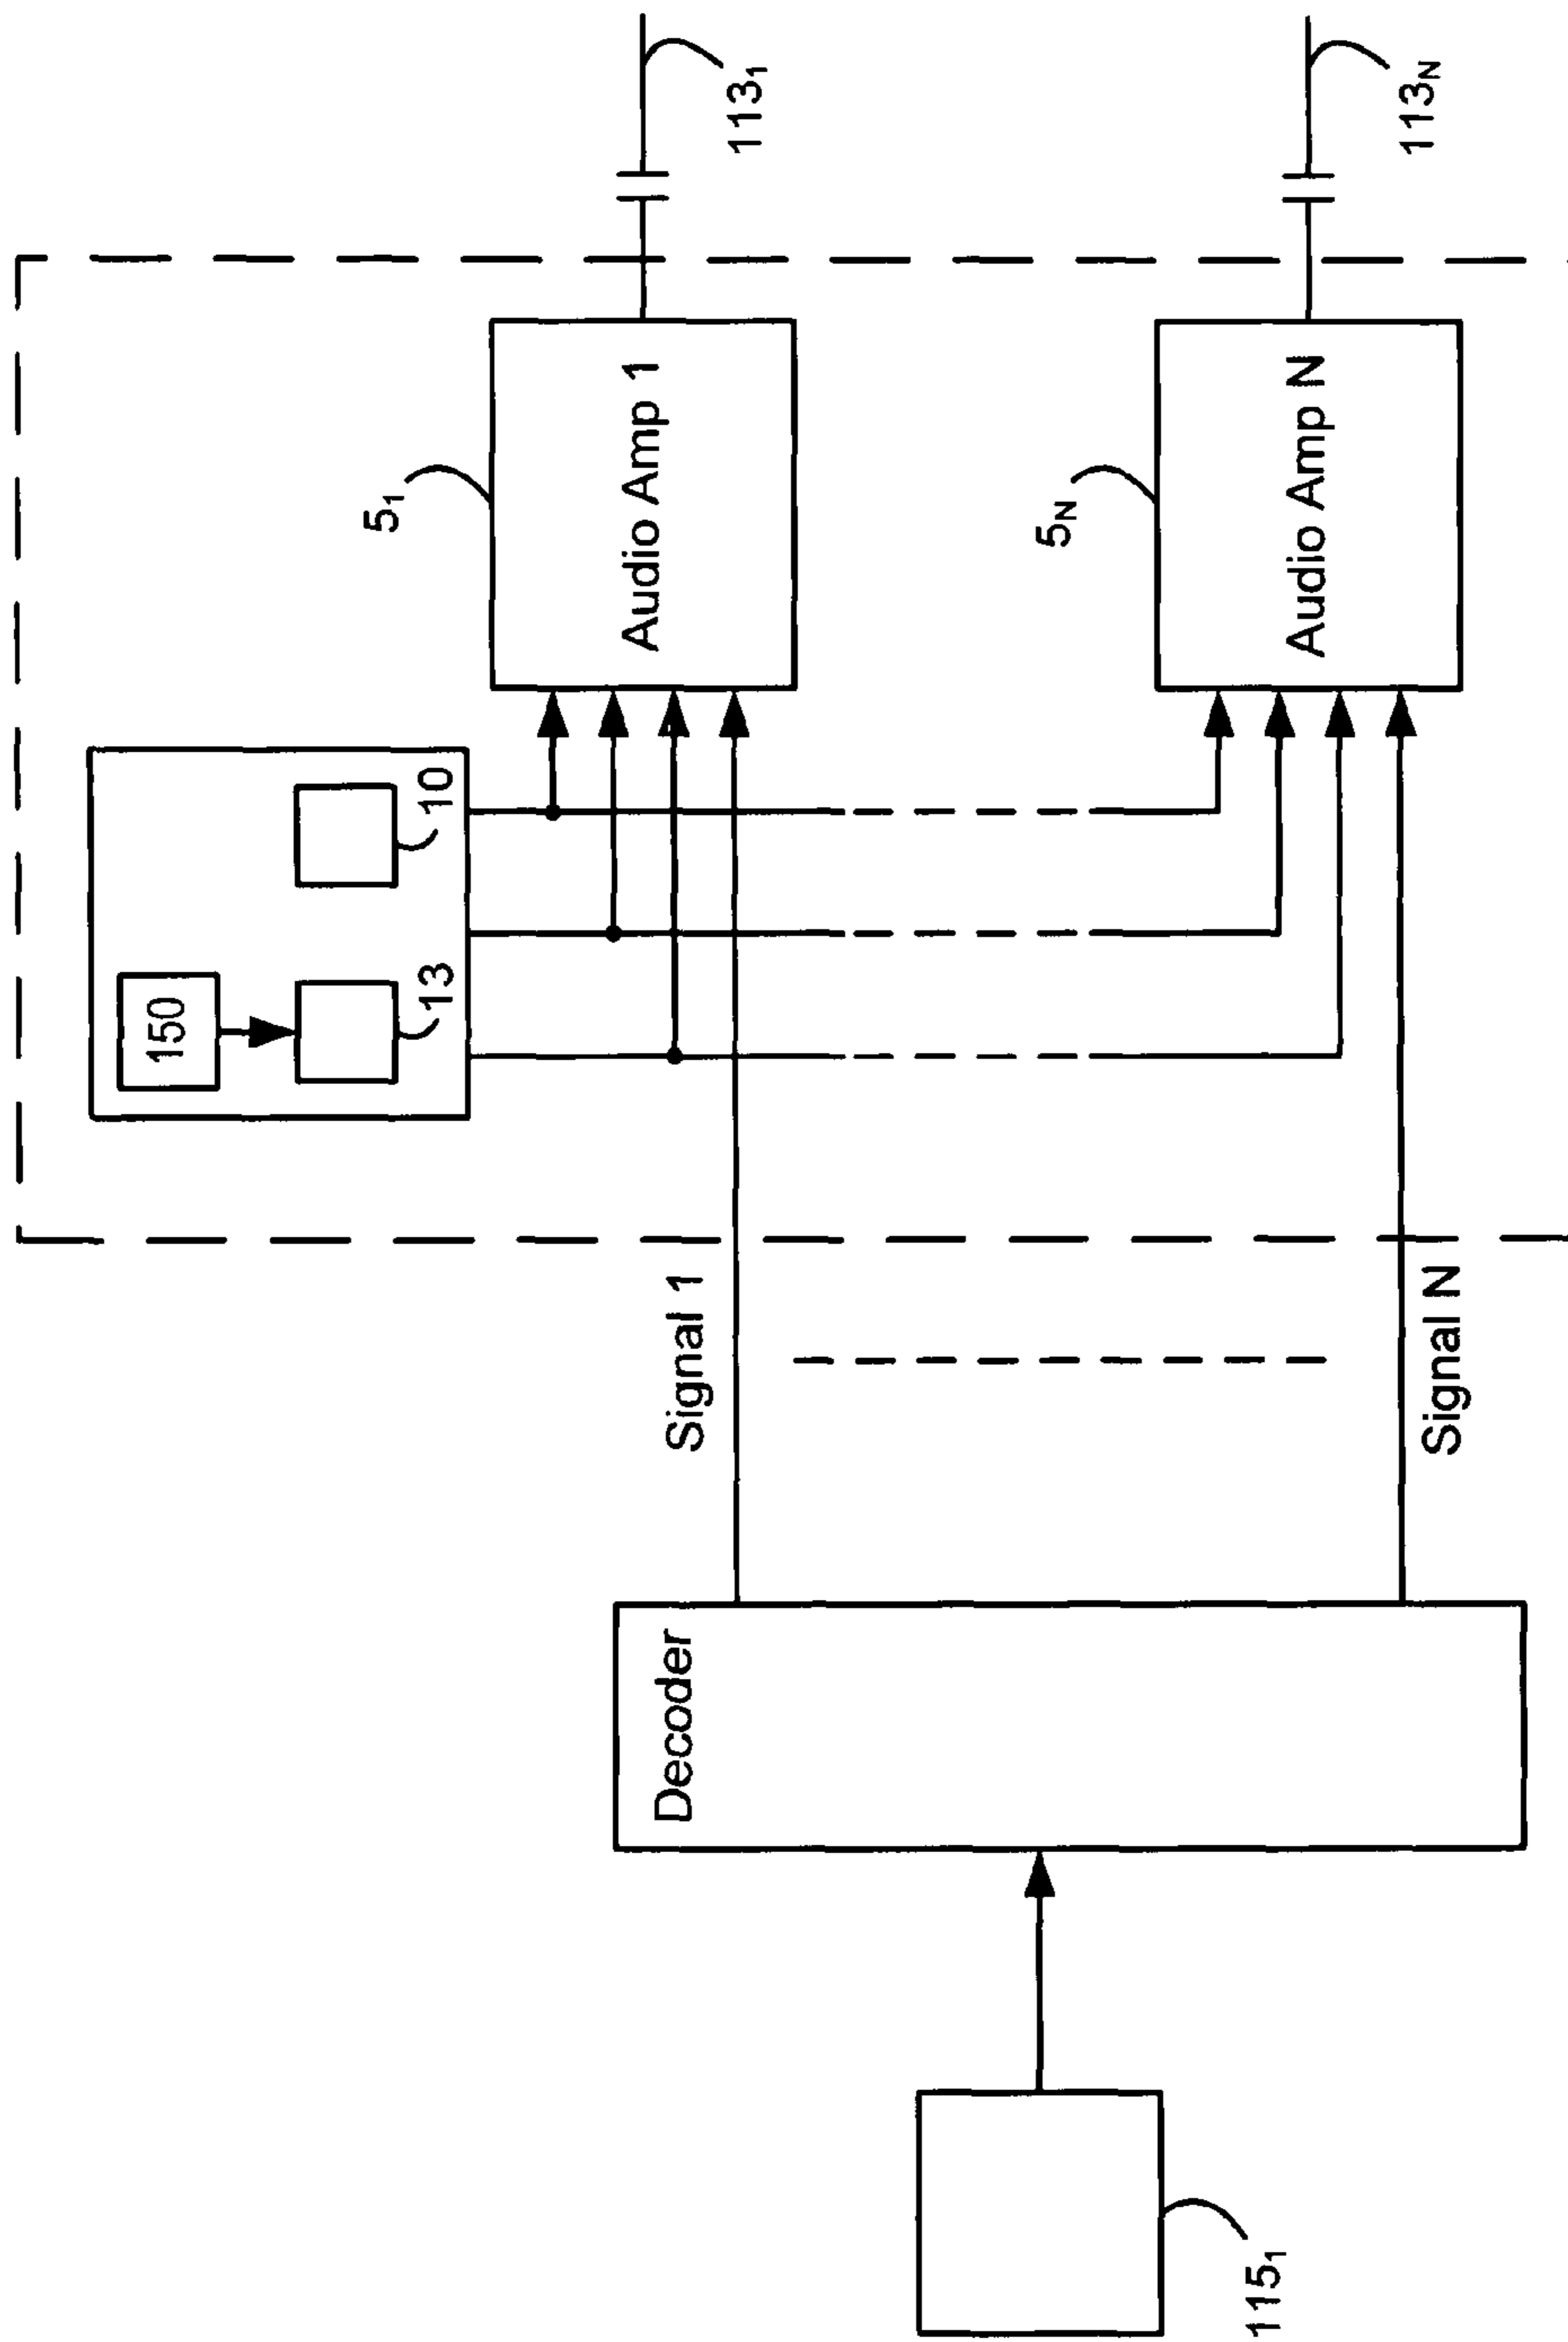 150
13
10
5₁
Audio Amp 1
113₁
Signal 1
Decoder
115₁
5ₙ
Audio Amp N
113ₙ
Signal N